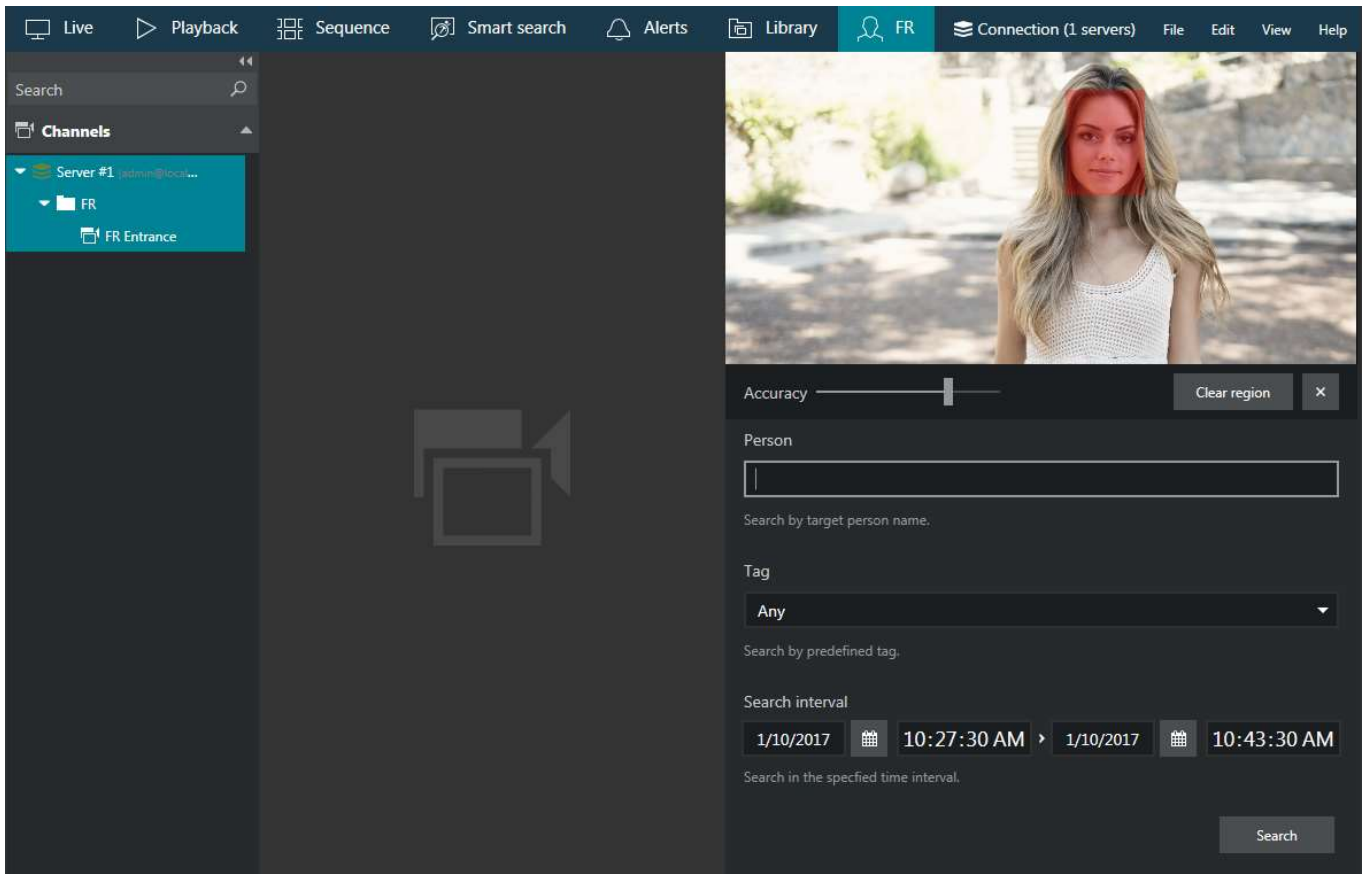 Live Playback Sequence Smart search Alerts Library FR Connection (1 servers) File Edit View Help
Search
Channels
Server #1 (admin@local...
FR
FR Entrance
Accuracy Clear region ×
Person
Search by target person name.
Tag
Any
Search by predefined tag.
Search interval
1/10/2017 10:27:30 AM › 1/10/2017 10:43:30 AM
Search in the specfied time interval.
Search